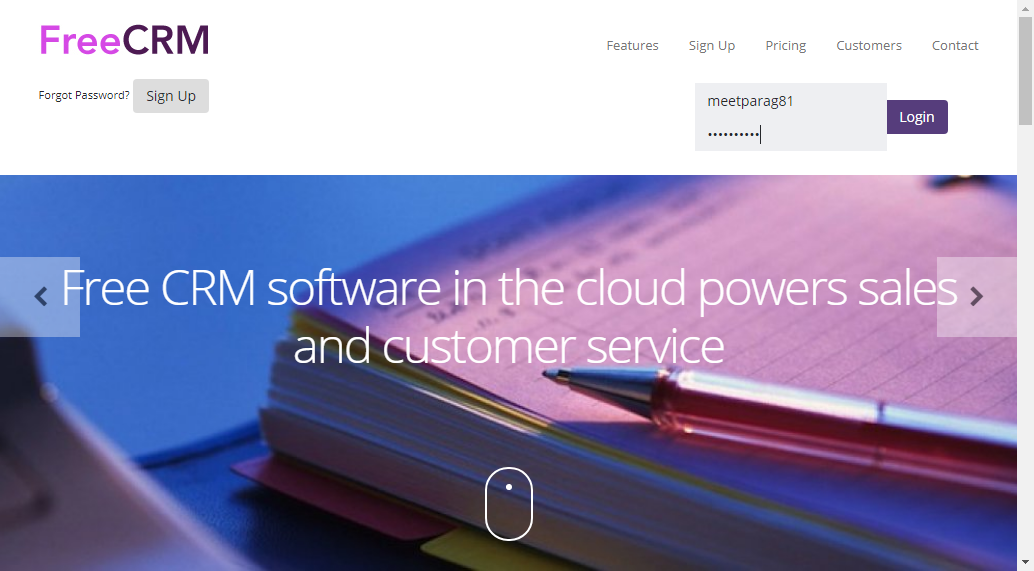 FreeCRM
Features Sign Up Pricing Customers Contact
Forgot Password? Sign Up
meetparag81
••••••••••
Login
Free CRM software in the cloud powers sales
and customer service